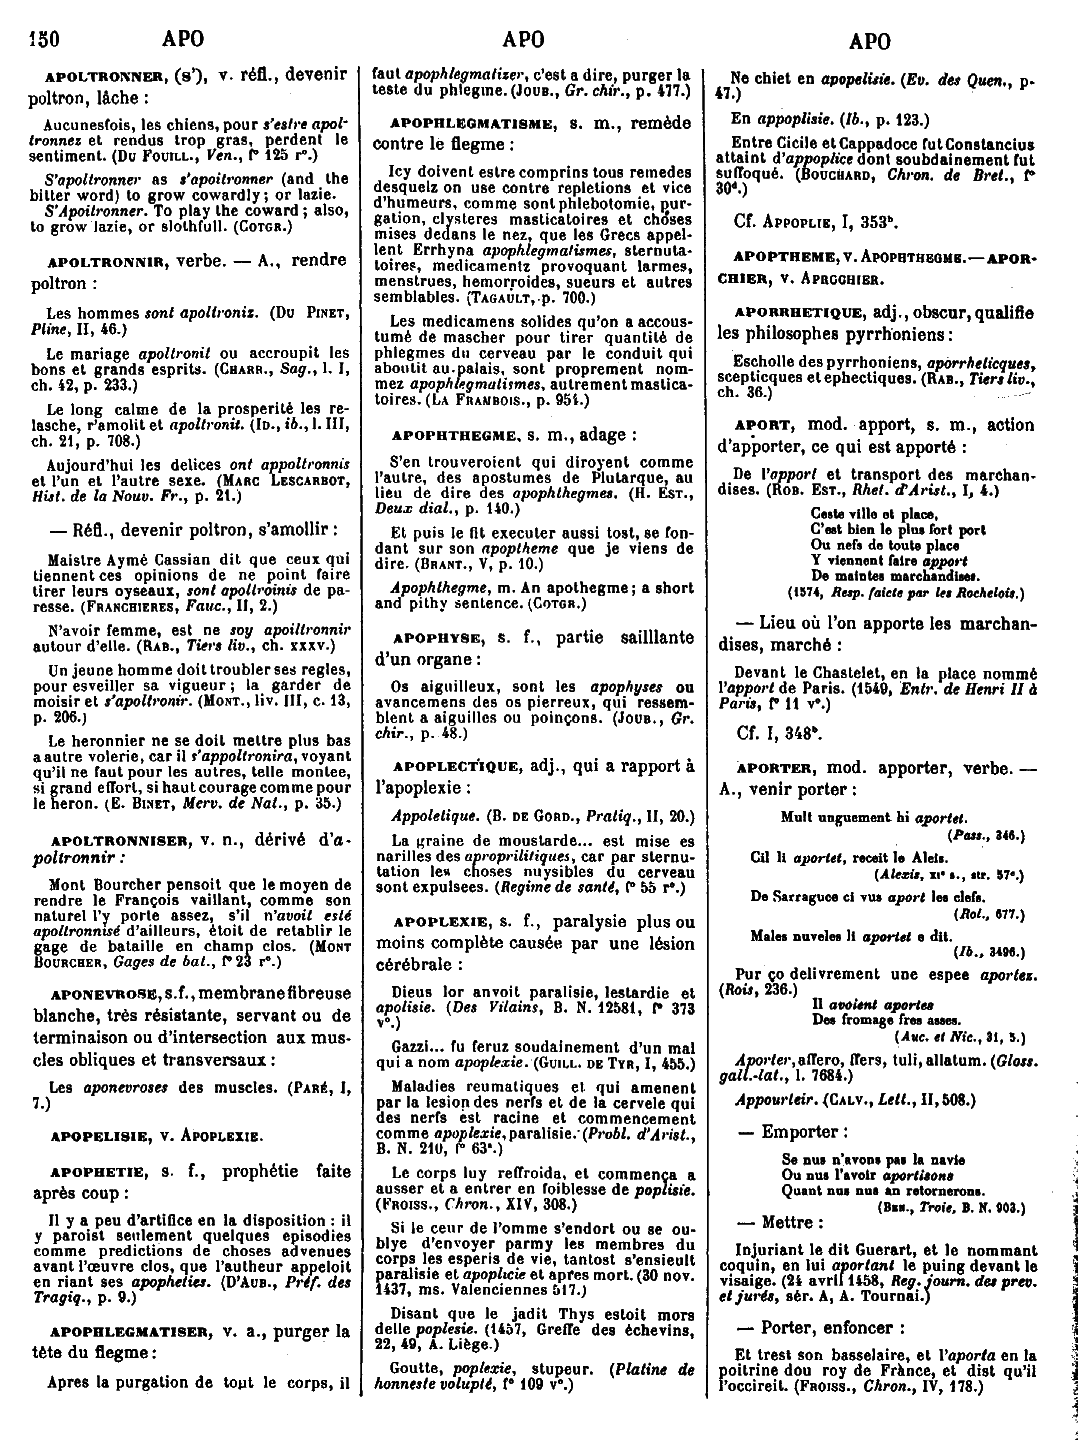 150 APO APO APO
APOLTRONNER, (s'), v. réfl., devenir
poltron, lâche :
Aucunesfois, les chiens, pour s'estre apol-
tronnez et rendus trop gras, perdent le
sentiment. (DU FOUILL., Ven., f° 125 r°.)
S'apoltronner as s'apoitronner (and the
bitter word) to grow cowardly; or lazie.
S'Apoitronner. To play the coward; also,
to grow lazie, or slothfull. (COTGR.)
APOLTRONNIR, verbe. — A., rendre
poltron :
Les hommes sont apoltroniz. (DU PINET,
Pline, II, 46.)
Le mariage apoltronit ou accroupit les
bons et grands esprits. (CHARR., Sag., l. I,
ch. 42, p. 233.)
Le long calme de la prosperité les re-
lasche, r'amolit et apoltronit. (ID., ib., l. III,
ch. 21, p. 708.)
Aujourd'hui les delices ont appoltronnis
et l'un et l'autre sexe. (MARC LESCARBOT,
Hist. de la Nouv. Fr., p. 21.)
— Réfl., devenir poltron, s'amollir :
Maistre Aymé Cassian dit que ceux qui
tiennent ces opinions de ne point faire
tirer leurs oyseaux, sont apoltroinis de pa-
resse. (FRANCHIERES, Fauc., II, 2.)
N'avoir femme, est ne soy apoiltronnir
autour d'elle. (RAB., Tiers liv., ch. XXXV.)
Un jeune homme doit troubler ses regles,
pour esveiller sa vigueur; la garder de
moisir et s'apoltronir. (MONT., liv. III, c. 13,
p. 206.)
Le heronnier ne se doit mettre plus bas
a autre volerie, car il s'appoltronira, voyant
qu'il ne faut pour les autres, telle montee,
si grand effort, si haut courage comme pour
le heron. (E. BINET, Merv. de Nat., p. 35.)
APOLTRONNISER, v. n., dérivé d'a-
poltronnir :
Mont Bourcher pensoit que le moyen de
rendre le François vaillant, comme son
naturel l'y porte assez, s'il n'avoit esté
apoltronnisé d'ailleurs, étoit de retablir le
gage de bataille en champ clos. (MONT
BOURCHER, Gages de bat., f° 23 r°.)
APONEVROSE, s. f., membrane fibreuse
blanche, très résistante, servant ou de
terminaison ou d'intersection aux mus-
cles obliques et transversaux :
Les aponevroses des muscles. (PARÉ, I,
7.)
APOPELISIE, v. APOPLEXIE.
APOPHETIE, s. f., prophétie faite
après coup :
Il y a peu d'artifice en la disposition : il
y paroist seulement quelques episodies
comme predictions de choses advenues
avant l'œuvre clos, que l'autheur appeloit
en riant ses apopheties. (D'AUB., Préf. des
Tragiq., p. 9.)
APOPHLEGMATISER, v. a., purger la
tête du flegme :
Apres la purgation de tout le corps, il
faut apophlegmatizer, c'est a dire, purger la
teste du phlegme. (JOUB., Gr. chir., p. 477.)
APOPHLEGMATISME, s. m., remède
contre le flegme :
Icy doivent estre comprins tous remedes
desquelz on use contre repletions et vice
d'humeurs, comme sont phlebotomie, pur-
gation, clysteres masticatoires et choses
mises dedans le nez, que les Grecs appel-
lent Errhyna apophlegmatismes, sternuta-
toires, medicamentz provoquant larmes,
menstrues, hemorroides, sueurs et autres
semblables. (TAGAULT, p. 700.)
Les medicamens solides qu'on a accous-
tumé de mascher pour tirer quantité de
phlegmes du cerveau par le conduit qui
aboutit au palais, sont proprement nom-
mez apophlegmatismes, autrement mastica-
toires. (LA FRAMBOIS., p. 954.)
APOPHTHEGME, s. m., adage :
S'en trouveroient qui diroyent comme
l'autre, des apostumes de Plutarque, au
lieu de dire des apophthegmes. (H. EST.,
Deux dial., p. 140.)
Et puis le fit executer aussi tost, se fon-
dant sur son apoptheme que je viens de
dire. (BRANT., V, p. 10.)
Apophthegme, m. An apothegme; a short
and pithy sentence. (COTGR.)
APOPHYSE, s. f., partie saillante
d'un organe :
Os aiguilleux, sont les apophyses ou
avancemens des os pierreux, qui ressem-
blent a aiguilles ou poinçons. (JOUB., Gr.
chir., p. 48.)
APOPLECTIQUE, adj., qui a rapport à
l'apoplexie :
Appoletique. (B. DE GORD., Pratiq., II, 20.)
La graine de moustarde... est mise es
narilles des aproprilitiques, car par sternu-
tation les choses nuysibles du cerveau
sont expulsees. (Regime de santé, f° 55 r°.)
APOPLEXIE, s. f., paralysie plus ou
moins complète causée par une lésion
cérébrale :
Dieus lor anvoit paralisie, lestardie et
apolisie. (Des Vilains, B. N. 12581, f° 373
v°.)
Gazzi... fu feruz soudainement d'un mal
qui a nom apoplexie. (GUILL. DE TYR, I, 455.)
Maladies reumatiques et qui amenent
par la lesion des nerfs et de la cervele qui
des nerfs est racine et commencement
comme apoplexie, paralisie. (Probl. d'Arist.,
B. N. 210, f° 63ª.)
Le corps luy reffroida, et commença a
ausser et a entrer en foiblesse de poplisie.
(FROISS., Chron., XIV, 308.)
Si le ceur de l'omme s'endort ou se ou-
blye d'envoyer parmy les membres du
corps les esperis de vie, tantost s'ensieult
paralisie et apoplicie et apres mort. (30 nov.
1437, ms. Valenciennes 517.)
Disant que le jadit Thys estoit mors
delle poplesie. (1457, Greffe des échevins,
22, 49, A. Liège.)
Goutte, poplexie, stupeur. (Platine de
honneste volupté, f° 109 v°.)
Ne chiet en apopelisie. (Ev. des Quen., p.
47.)
En appoplisie. (Ib., p. 123.)
Entre Cicile et Cappadoce fut Constancius
attaint d'appoplice dont soubdainement fut
suffoqué. (BOUCHARD, Chron. de Bret., f°
30ᵈ.)
Cf. APPOPLIE, I, 353ᵇ.
APOPTHEME, v. APOPHTHEGME. — APOR-
CHIER, v. APROCHIER.
APORRHETIQUE, adj., obscur, qualifie
les philosophes pyrrhoniens :
Escholle des pyrrhoniens, aporrheticques,
scepticques et ephectiques. (RAB., Tiers liv.,
ch. 36.)
APORT, mod. apport, s. m., action
d'apporter, ce qui est apporté :
De l'apport et transport des marchan-
dises. (ROB. EST., Rhet. d'Arist., I, 4.)
Ceste ville et place,
C'est bien le plus fort port
Ou nefs de toute place
Y viennent faire apport
De maintes marchandises.
(1574, Resp. faicte par les Rochelois.)
— Lieu où l'on apporte les marchan-
dises, marché :
Devant le Chastelet, en la place nommé
l'apport de Paris. (1549, Entr. de Henri II à
Paris, f° 11 v°.)
Cf. I, 348ᵇ.
APORTER, mod. apporter, verbe. —
A., venir porter :
Mult unguement hi aportet.
(Pass., 346.)
Cil li aportet, receit le Aleis.
(Alexis, XIᵉ s., str. 57ᵉ.)
De Sarraguce ci vus aport les clefs.
(Rol., 677.)
Males nuveles li aportet e dit.
(Ib., 3496.)
Pur ço delivrement une espee aportez.
(Rois, 236.)
Il avoient aportes
Des fromage fres asses.
(Auc. et Nic., 31, 5.)
Aporter, affero, ffers, tuli, allatum. (Gloss.
gall.-lat., l. 7684.)
Appourteir. (CALV., Lett., II, 508.)
— Emporter :
Se nus n'avons pas la navie
Ou nus l'avoir aportisons
Quant nus nus an retornerons.
(BEN., Troie, B. N. 903.)
— Mettre :
Injuriant le dit Guerart, et le nommant
coquin, en lui aportant le puing devant le
visaige. (24 avril 1458, Reg. journ. des prev.
et jurés, sér. A, A. Tournai.)
— Porter, enfoncer :
Et trest son basselaire, et l'aporta en la
poitrine dou roy de France, et dist qu'il
l'occireit. (FROISS., Chron., IV, 178.)